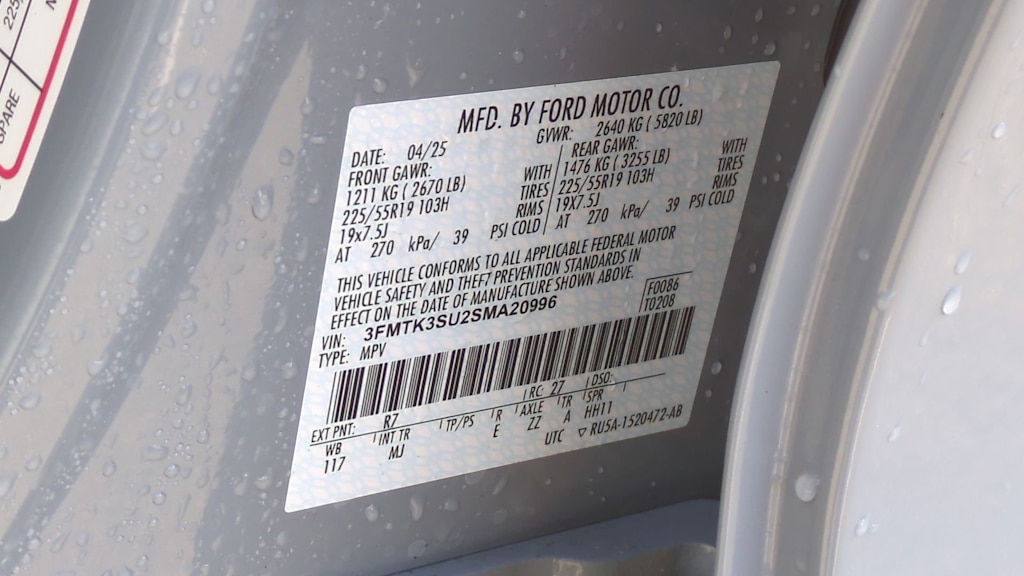 225/
SPARE
MFD. BY FORD MOTOR CO.
DATE: 04/25 GVWR: 2640 KG ( 5820 LB)
FRONT GAWR: REAR GAWR:
1211 KG ( 2670 LB) WITH 1476 KG ( 3255 LB) WITH
225/55R19 103H TIRES 225/55R19 103H TIRES
19x7.5J RIMS 19x7.5J RIMS
AT 270 kPa/ 39 PSI COLD AT 270 kPa/ 39 PSI COLD
THIS VEHICLE CONFORMS TO ALL APPLICABLE FEDERAL MOTOR
VEHICLE SAFETY AND THEFT PREVENTION STANDARDS IN
EFFECT ON THE DATE OF MANUFACTURE SHOWN ABOVE.
VIN: 3FMTK3SU2SMA20996 F0086
TYPE: MPV T0208
EXT PNT: R7 RC: 27 DSO:
WB INT TR TP/PS R AXLE TR SPR
117 MJ E ZZ A HH11
UTC ▽ RU5A-1520472-AB